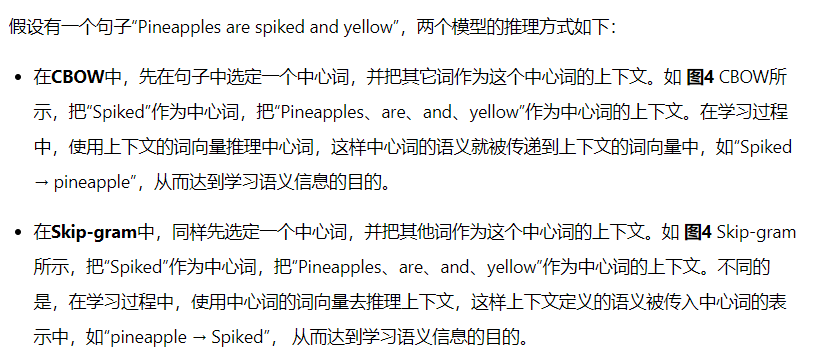 假设有一个句子“Pineapples are spiked and yellow”，两个模型的推理方式如下：
• 在CBOW中，先在句子中选定一个中心词，并把其它词作为这个中心词的上下文。如 图4 CBOW所
示，把“Spiked”作为中心词，把“Pineapples、are、and、yellow”作为中心词的上下文。在学习过程
中，使用上下文的词向量推理中心词，这样中心词的语义就被传递到上下文的词向量中，如“Spiked
→ pineapple”，从而达到学习语义信息的目的。
• 在Skip-gram中，同样先选定一个中心词，并把其他词作为这个中心词的上下文。如 图4 Skip-gram
所示，把“Spiked”作为中心词，把“Pineapples、are、and、yellow”作为中心词的上下文。不同的
是，在学习过程中，使用中心词的词向量去推理上下文，这样上下文定义的语义被传入中心词的表
示中，如“pineapple → Spiked”， 从而达到学习语义信息的目的。